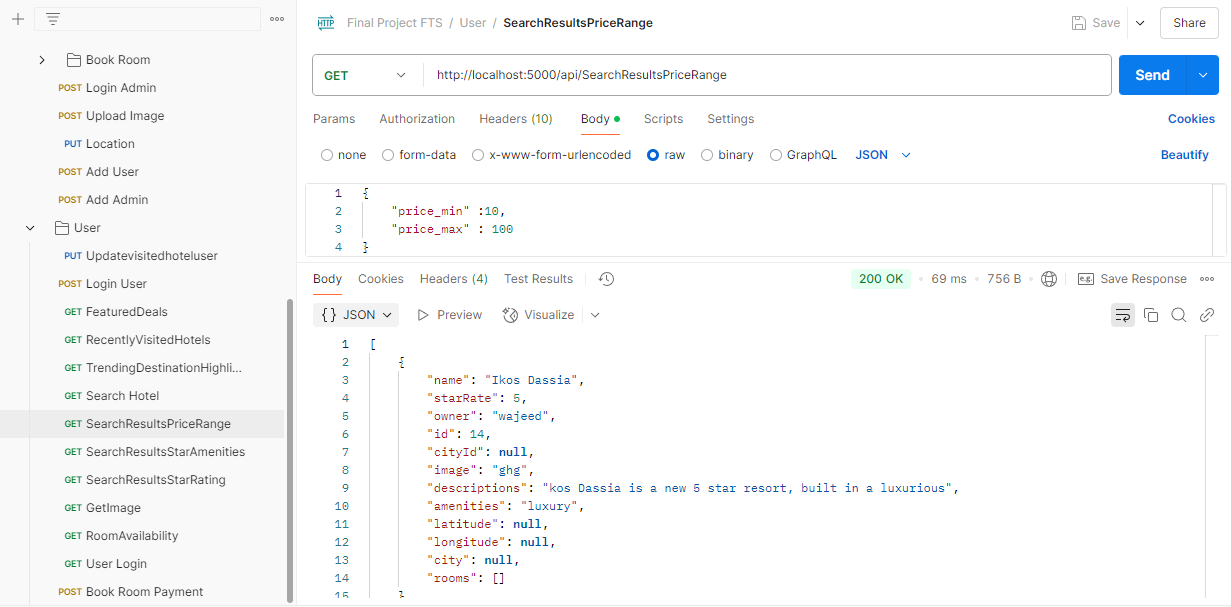 Final Project FTS / User / SearchResultsPriceRange
Save
Share
GET
http://localhost:5000/api/SearchResultsPriceRange
Send
Params Authorization Headers (10) Body Scripts Settings Cookies
none form-data x-www-form-urlencoded raw binary GraphQL JSON Beautify
1 {
2 "price_min" :10,
3 "price_max" : 100
4 }
Body Cookies Headers (4) Test Results
200 OK 69 ms 756 B e.g. Save Response
{} JSON Preview Visualize
1 [
2 {
3 "name": "Ikos Dassia",
4 "starRate": 5,
5 "owner": "wajeed",
6 "id": 14,
7 "cityId": null,
8 "image": "ghg",
9 "descriptions": "kos Dassia is a new 5 star resort, built in a luxurious",
10 "amenities": "luxury",
11 "latitude": null,
12 "longitude": null,
13 "city": null,
14 "rooms": []
15 }
Book Room
POST Login Admin
POST Upload Image
PUT Location
POST Add User
POST Add Admin
User
PUT Updatevisitedhoteluser
POST Login User
GET FeaturedDeals
GET RecentlyVisitedHotels
GET TrendingDestinationHighli...
GET Search Hotel
GET SearchResultsPriceRange
GET SearchResultsStarAmenities
GET SearchResultsStarRating
GET GetImage
GET RoomAvailability
GET User Login
POST Book Room Payment
HTTP